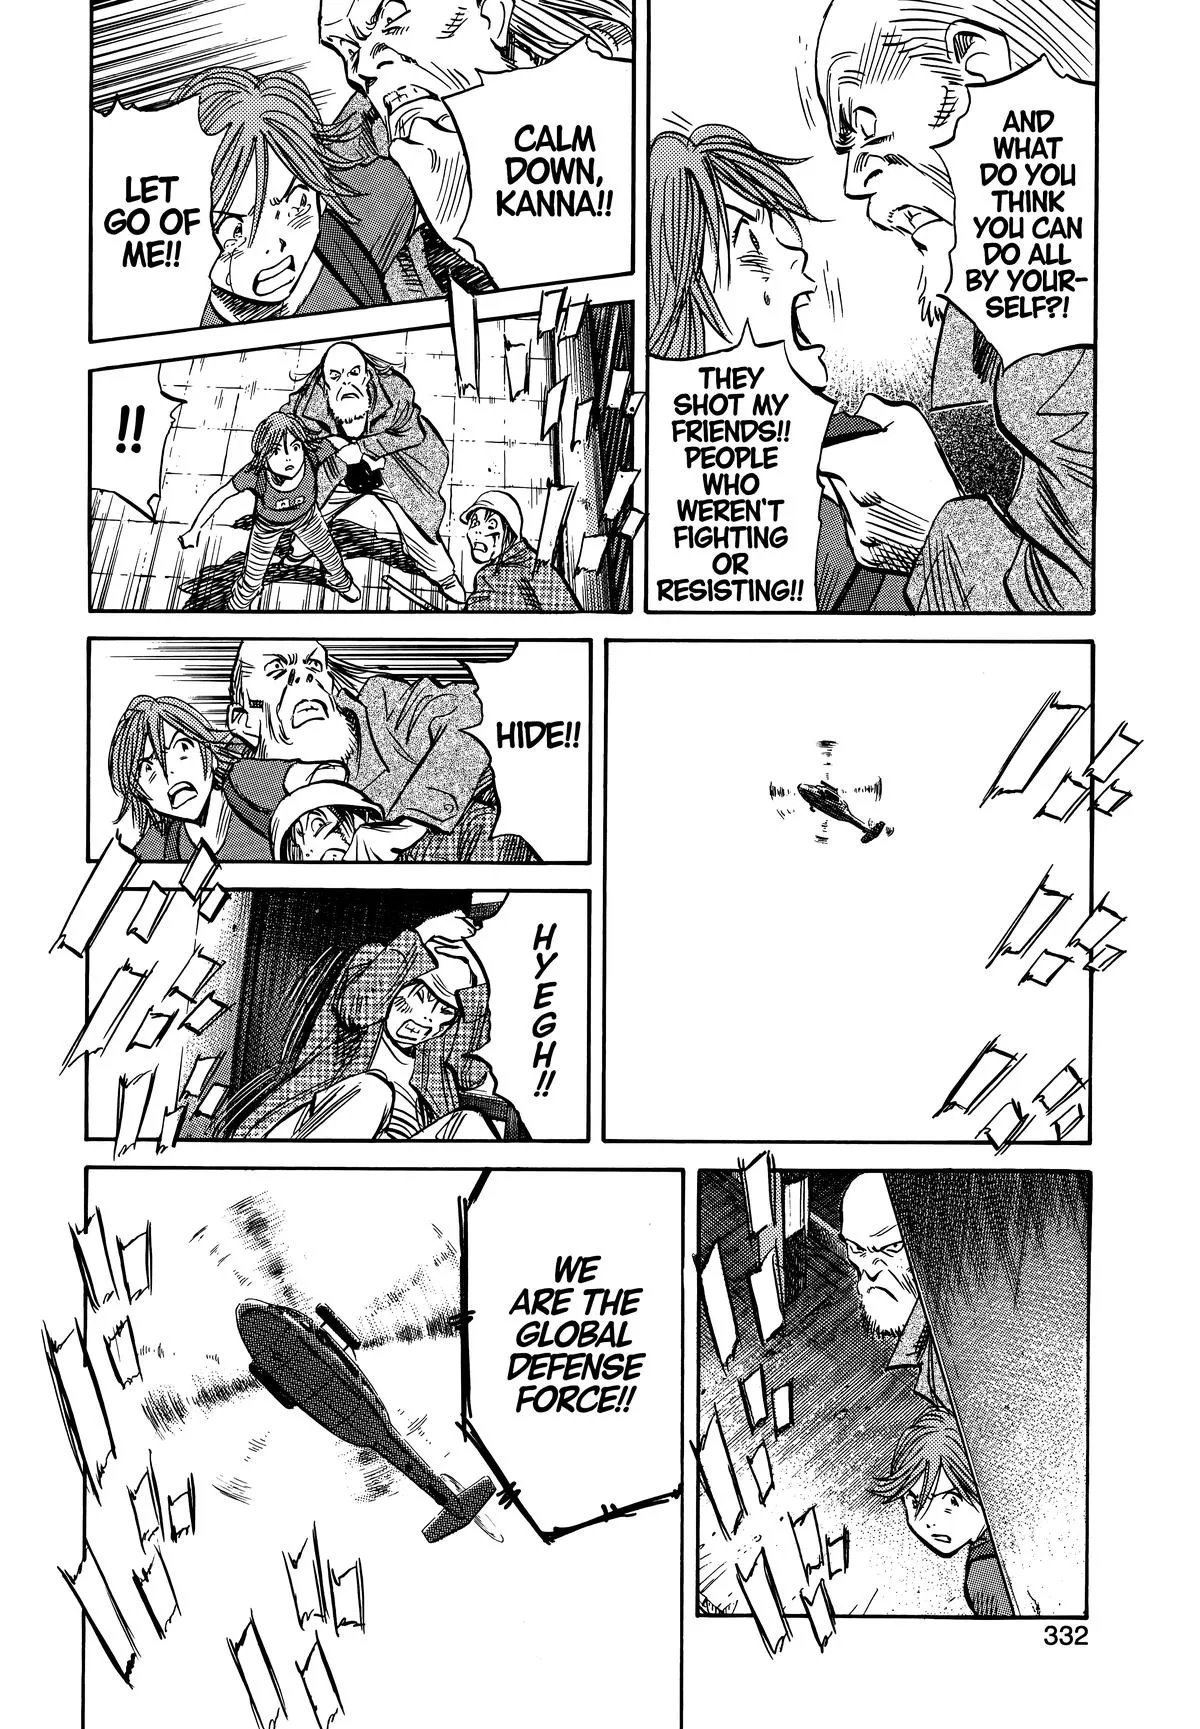 AND
WHAT
DO YOU
THINK
YOU CAN
DO ALL
BY YOUR-
SELF?!
THEY
SHOT MY
FRIENDS!!
PEOPLE
WHO
WEREN'T
FIGHTING
OR
RESISTING!!
CALM
DOWN,
KANNA!!
LET
GO OF
ME!!
!!
HIDE!!
HYEGH!!
WE
ARE THE
GLOBAL
DEFENSE
FORCE!!
332